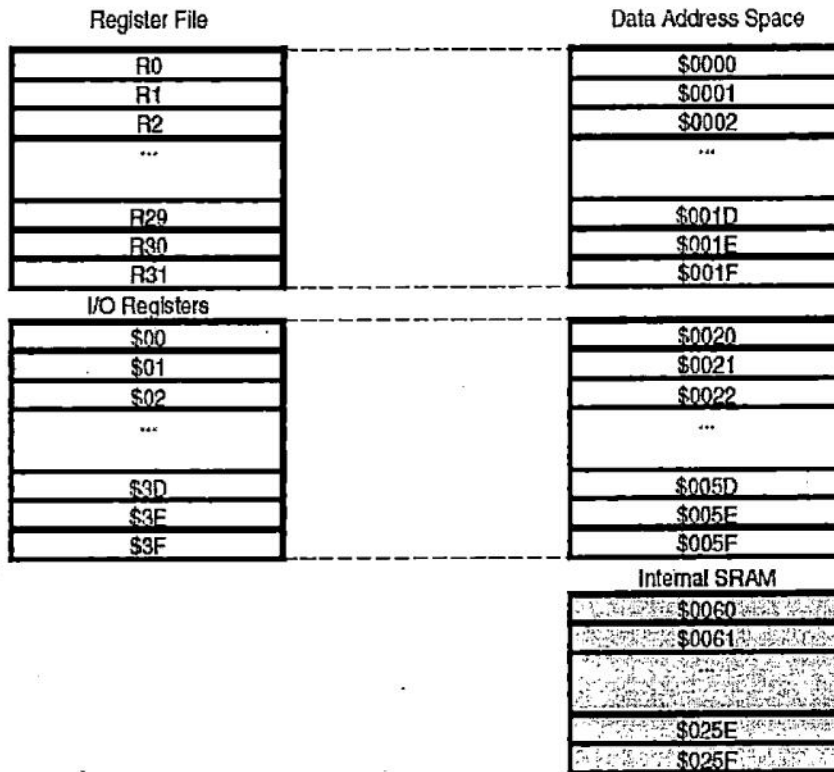 Register File
R0
R1
R2
...
R29
R30
R31
I/O Registers
$00
$01
$02
...
$3D
$3E
$3F
Data Address Space
$0000
$0001
$0002
...
$001D
$001E
$001F
$0020
$0021
$0022
...
$005D
$005E
$005F
Internal SRAM
$0060
$0061
...
$025E
$025F